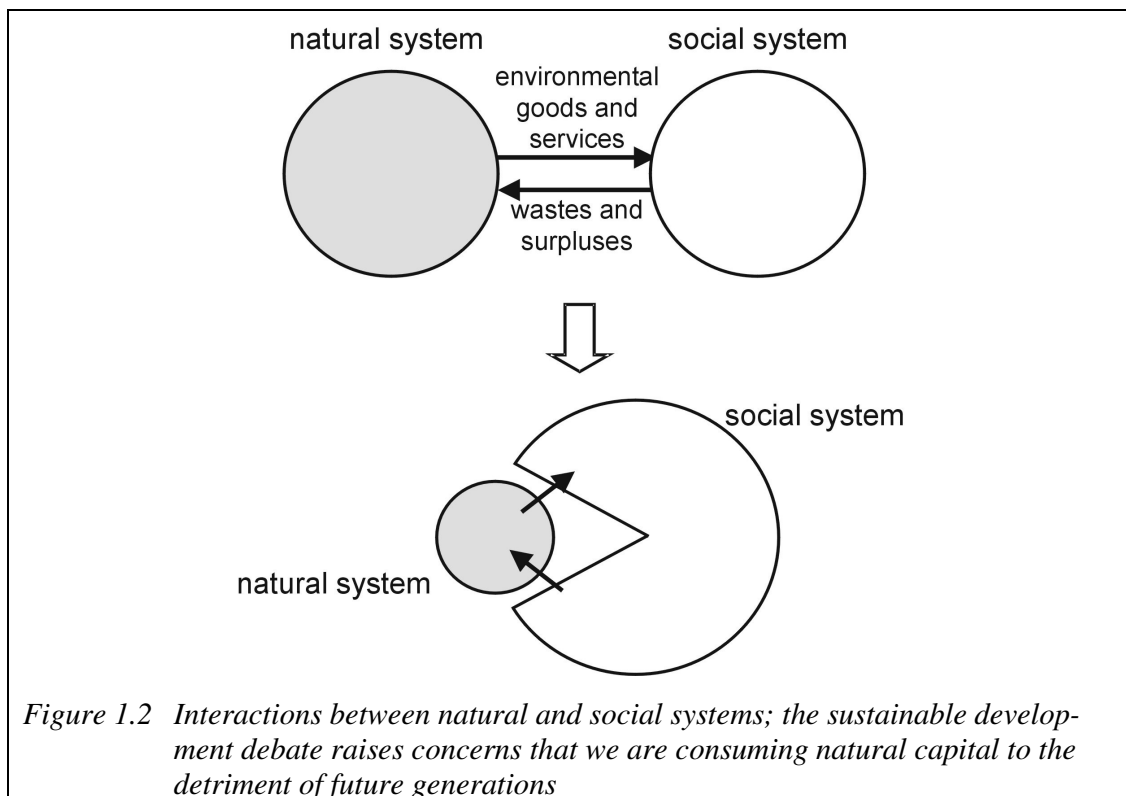 natural system
social system
environmental
goods and
services
wastes and
surpluses
social system
natural system
Figure 1.2 Interactions between natural and social systems; the sustainable develop-
ment debate raises concerns that we are consuming natural capital to the
detriment of future generations